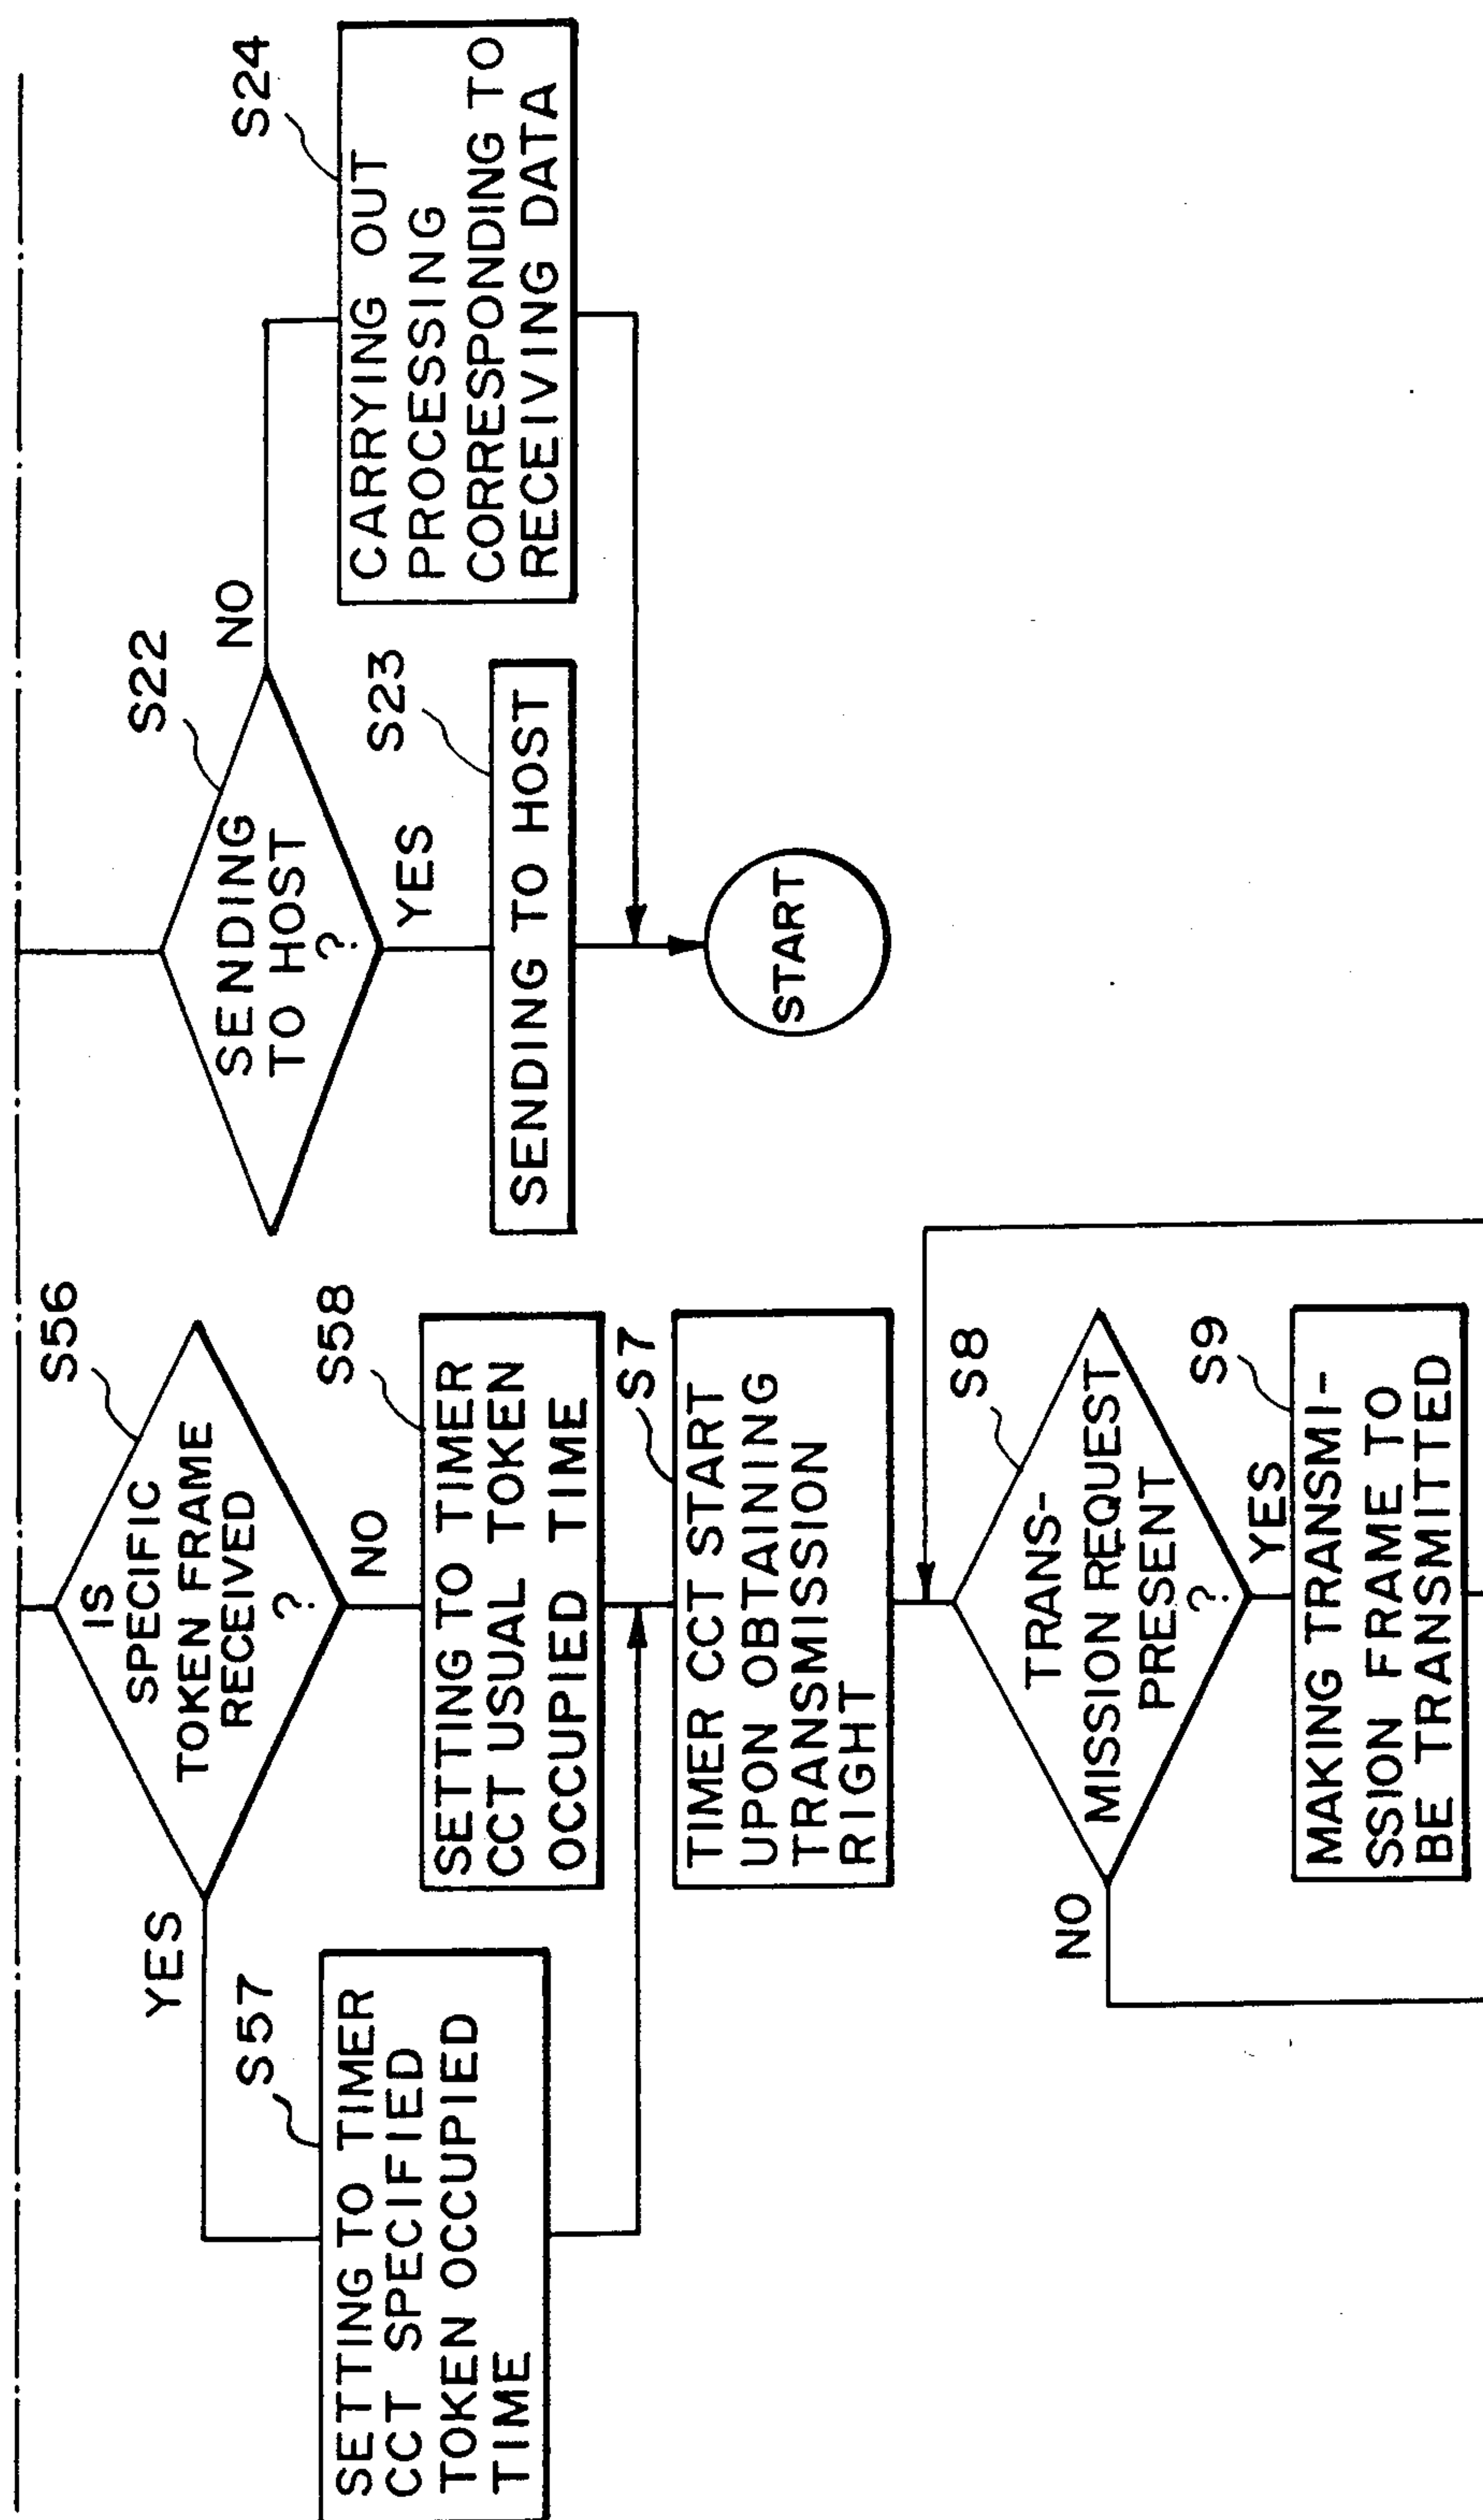 S56
IS
SPECIFIC
TOKEN FRAME
RECEIVED
?
YES
NO
S57
SETTING TO TIMER
CCT SPECIFIED
TOKEN OCCUPIED
TIME
S58
SETTING TO TIMER
CCT USUAL TOKEN
OCCUPIED TIME
S7
TIMER CCT START
UPON OBTAINING
TRANSMISSION
RIGHT
S8
TRANS-
MISSION REQUEST
PRESENT
?
NO
YES
S9
MAKING TRANSMI-
SSION FRAME TO
BE TRANSMITTED
S22
SENDING
TO HOST
?
NO
YES
S23
SENDING TO HOST
S24
CARRYING OUT
PROCESSING
CORRESPONDING TO
RECEIVING DATA
START